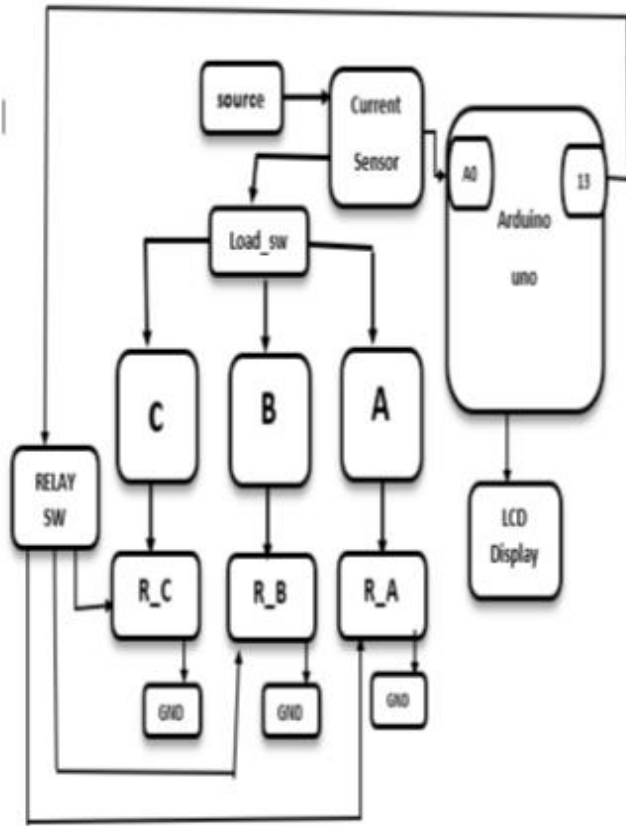 source
Current
Sensor
A0
13
Arduino
uno
Load_sw
C
B
A
RELAY
SW
LCD
Display
R_C
R_B
R_A
GND
GND
GND